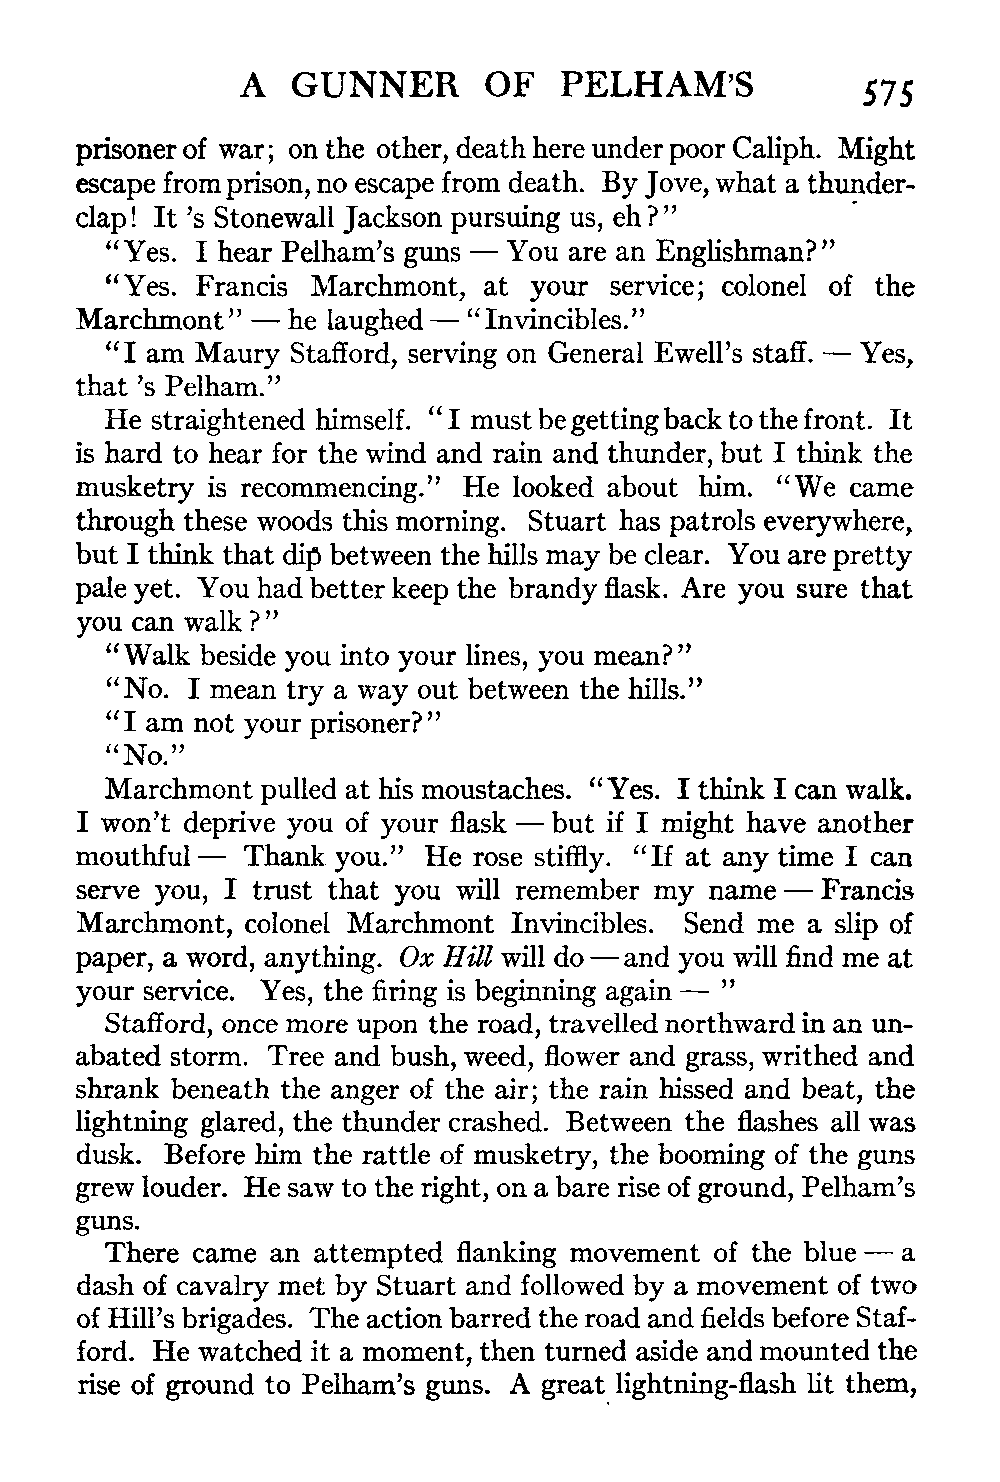 A GUNNER OF PELHAM'S 575
prisoner of war; on the other, death here under poor Caliph. Might
escape from prison, no escape from death. By Jove, what a thunder-
clap! It 's Stonewall Jackson pursuing us, eh?"
"Yes. I hear Pelham's guns — You are an Englishman?"
"Yes. Francis Marchmont, at your service; colonel of the
Marchmont" — he laughed — "Invincibles."
"I am Maury Stafford, serving on General Ewell's staff. — Yes,
that 's Pelham."
He straightened himself. "I must be getting back to the front. It
is hard to hear for the wind and rain and thunder, but I think the
musketry is recommencing." He looked about him. "We came
through these woods this morning. Stuart has patrols everywhere,
but I think that dip between the hills may be clear. You are pretty
pale yet. You had better keep the brandy flask. Are you sure that
you can walk?"
"Walk beside you into your lines, you mean?"
"No. I mean try a way out between the hills."
"I am not your prisoner?"
"No."
Marchmont pulled at his moustaches. "Yes. I think I can walk.
I won't deprive you of your flask — but if I might have another
mouthful — Thank you." He rose stiffly. "If at any time I can
serve you, I trust that you will remember my name — Francis
Marchmont, colonel Marchmont Invincibles. Send me a slip of
paper, a word, anything. Ox Hill will do — and you will find me at
your service. Yes, the firing is beginning again — "
Stafford, once more upon the road, travelled northward in an un-
abated storm. Tree and bush, weed, flower and grass, writhed and
shrank beneath the anger of the air; the rain hissed and beat, the
lightning glared, the thunder crashed. Between the flashes all was
dusk. Before him the rattle of musketry, the booming of the guns
grew louder. He saw to the right, on a bare rise of ground, Pelham's
guns.
There came an attempted flanking movement of the blue — a
dash of cavalry met by Stuart and followed by a movement of two
of Hill's brigades. The action barred the road and fields before Staf-
ford. He watched it a moment, then turned aside and mounted the
rise of ground to Pelham's guns. A great lightning-flash lit them,